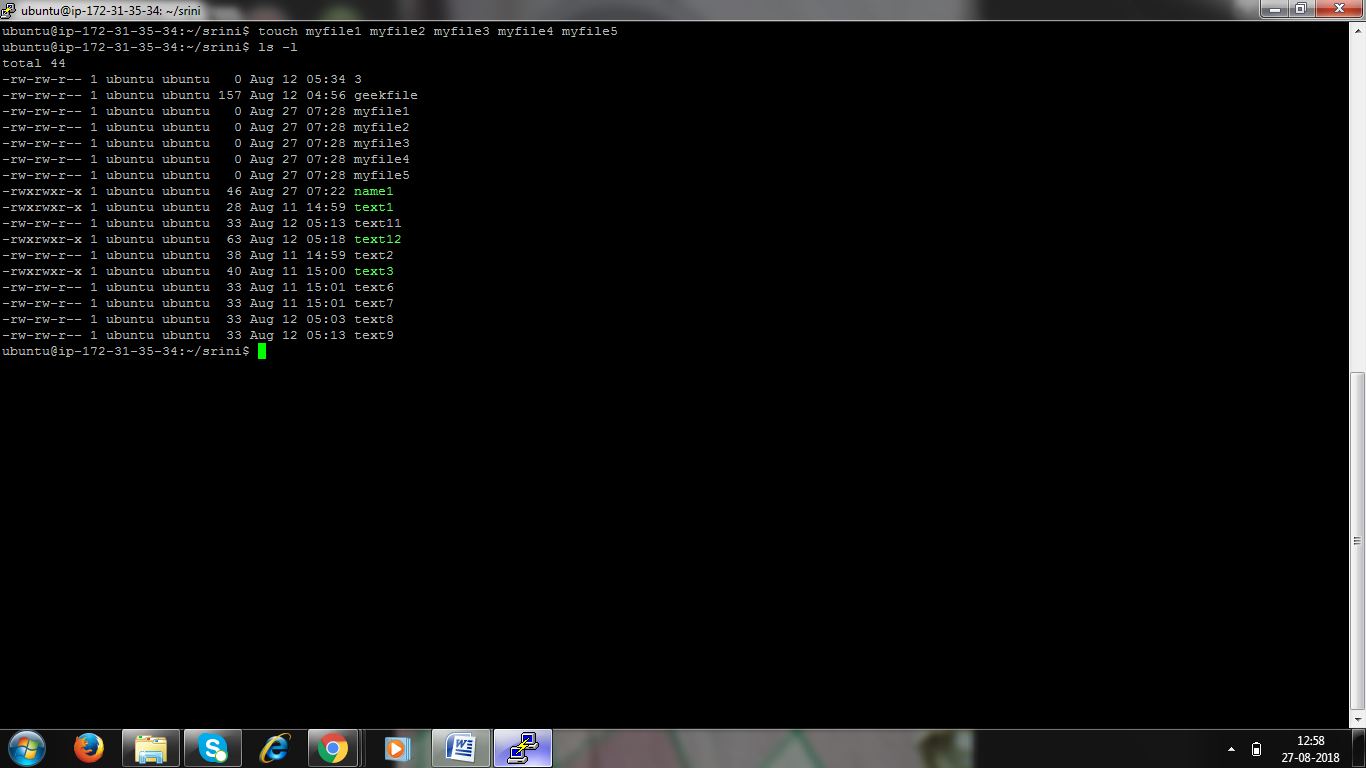 ubuntu@ip-172-31-35-34: ~/srini
ubuntu@ip-172-31-35-34:~/srini$ touch myfile1 myfile2 myfile3 myfile4 myfile5
ubuntu@ip-172-31-35-34:~/srini$ ls -l
total 44
-rw-rw-r-- 1 ubuntu ubuntu   0 Aug 12 05:34 3
-rw-rw-r-- 1 ubuntu ubuntu 157 Aug 12 04:56 geekfile
-rw-rw-r-- 1 ubuntu ubuntu   0 Aug 27 07:28 myfile1
-rw-rw-r-- 1 ubuntu ubuntu   0 Aug 27 07:28 myfile2
-rw-rw-r-- 1 ubuntu ubuntu   0 Aug 27 07:28 myfile3
-rw-rw-r-- 1 ubuntu ubuntu   0 Aug 27 07:28 myfile4
-rw-rw-r-- 1 ubuntu ubuntu   0 Aug 27 07:28 myfile5
-rwxrwxr-x 1 ubuntu ubuntu  46 Aug 27 07:22 name1
-rwxrwxr-x 1 ubuntu ubuntu  28 Aug 11 14:59 text1
-rw-rw-r-- 1 ubuntu ubuntu  33 Aug 12 05:13 text11
-rwxrwxr-x 1 ubuntu ubuntu  63 Aug 12 05:18 text12
-rw-rw-r-- 1 ubuntu ubuntu  38 Aug 11 14:59 text2
-rwxrwxr-x 1 ubuntu ubuntu  40 Aug 11 15:00 text3
-rw-rw-r-- 1 ubuntu ubuntu  33 Aug 11 15:01 text6
-rw-rw-r-- 1 ubuntu ubuntu  33 Aug 11 15:01 text7
-rw-rw-r-- 1 ubuntu ubuntu  33 Aug 12 05:03 text8
-rw-rw-r-- 1 ubuntu ubuntu  33 Aug 12 05:13 text9
ubuntu@ip-172-31-35-34:~/srini$
12:58
27-08-2018